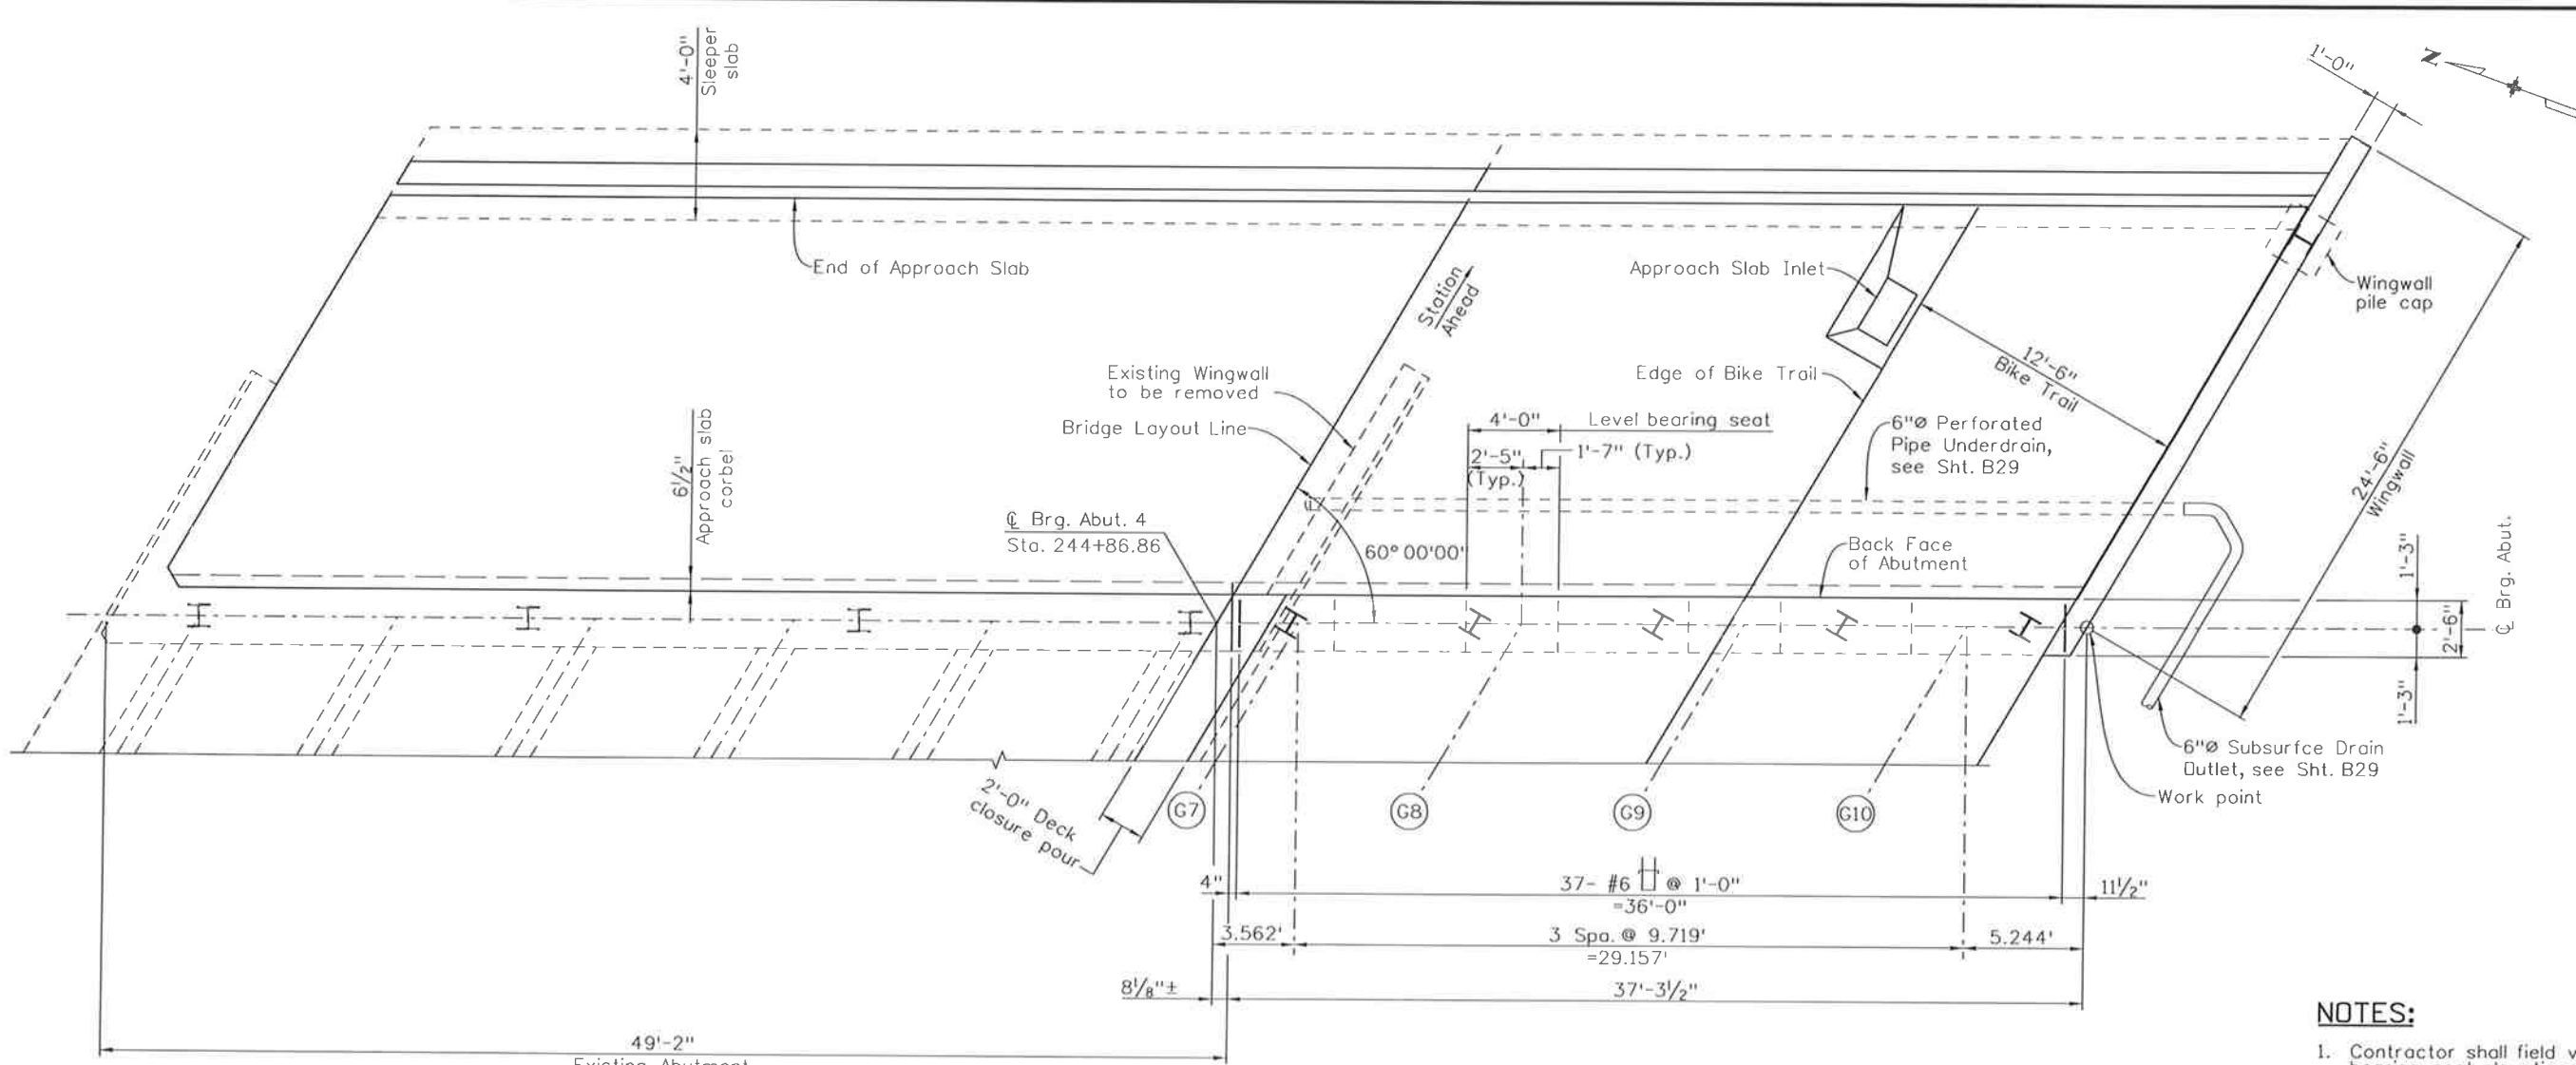 4'-0"
Sleeper
slab
1'-0"
N
End of Approach Slab
Approach Slab Inlet
Wingwall
pile cap
Station
Ahead
12'-6"
Bike Trail
Existing Wingwall
to be removed
Edge of Bike Trail
Bridge Layout Line
4'-0"
Level bearing seat
2'-5"
(Typ.)
1'-7" (Typ.)
6"Ø Perforated
Pipe Underdrain,
see Sht. B29
24'-6"
Wingwall
6½"
Approach slab
corbel
℄ Brg. Abut. 4
Sta. 244+86.86
60°00'00"
Back Face
of Abutment
1'-3"
2'-6"
1'-3"
℄ Brg. Abut.
6"Ø Subsurfce Drain
Outlet, see Sht. B29
Work point
2'-0" Deck
closure pour
G7
G8
G9
G10
4"
37- #6 @ 1'-0"
=36'-0"
11½"
3.562'
3 Spa. @ 9.719'
=29.157'
5.244'
8⅛"±
37'-3½"
49'-2"
Existing Abutment
NOTES:
1. Contractor shall field v